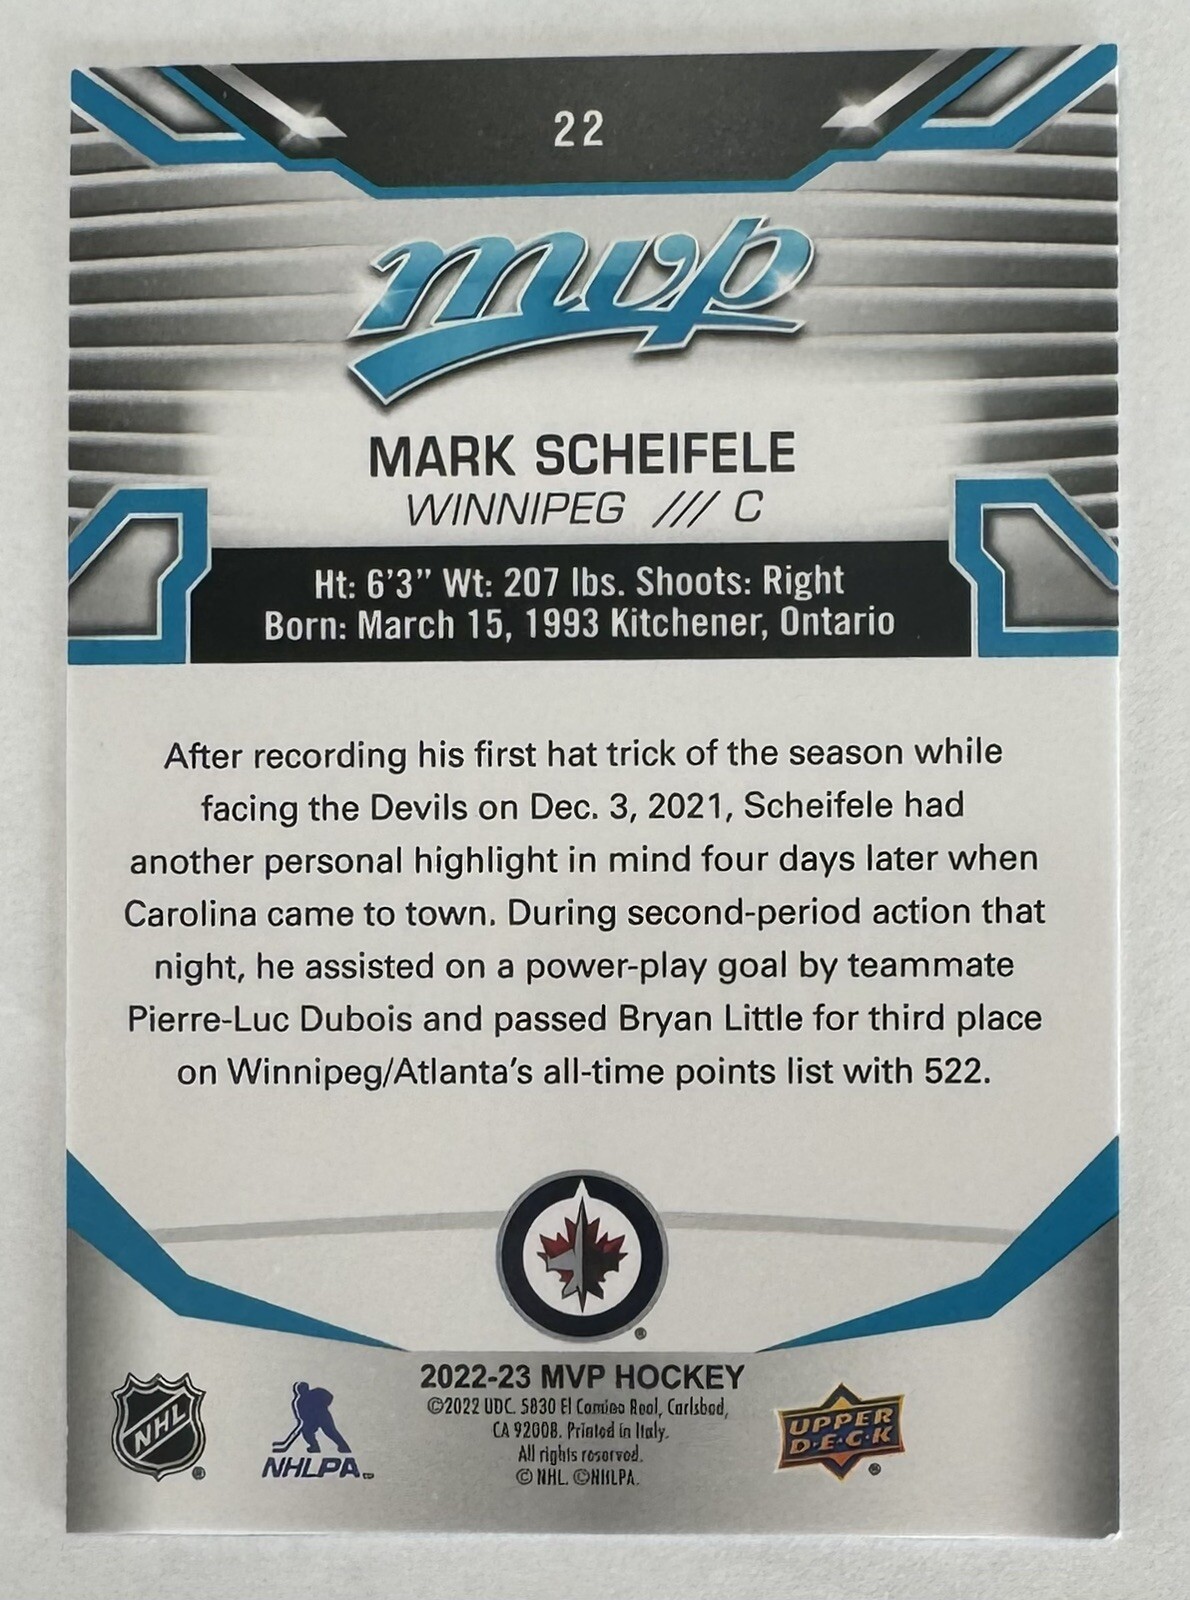 22
mvp
MARK SCHEIFELE
WINNIPEG /// C
Ht: 6'3” Wt: 207 lbs. Shoots: Right
Born: March 15, 1993 Kitchener, Ontario
After recording his first hat trick of the season while
facing the Devils on Dec. 3, 2021, Scheifele had
another personal highlight in mind four days later when
Carolina came to town. During second-period action that
night, he assisted on a power-play goal by teammate
Pierre-Luc Dubois and passed Bryan Little for third place
on Winnipeg/Atlanta's all-time points list with 522.
®
2022-23 MVP HOCKEY
©2022 UDC. 5830 El Camino Real, Carlsbad,
CA 92008. Printed in Italy.
All rights reserved.
© NHL. ©NHLPA.
NHL ®
NHLPA
UPPER
D·E·C·K ®